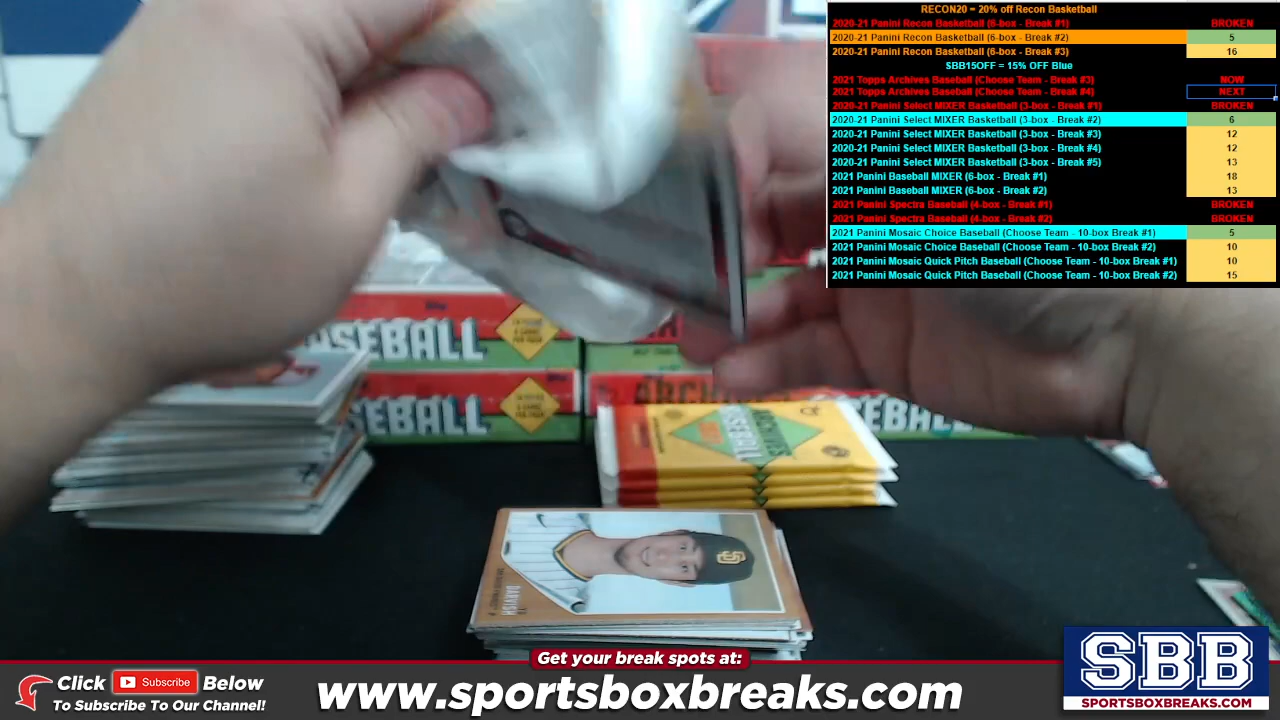 RECON20 = 20% off Recon Basketball
2020-21 Panini Recon Basketball (6-box - Break #1) BROKEN
2020-21 Panini Recon Basketball (6-box - Break #2) 5
2020-21 Panini Recon Basketball (6-box - Break #3) 16
SBB15OFF = 15% OFF Blue
2021 Topps Archives Baseball (Choose Team - Break #3) NOW
2021 Topps Archives Baseball (Choose Team - Break #4) NEXT
2020-21 Panini Select MIXER Basketball (3-box - Break #1) BROKEN
2020-21 Panini Select MIXER Basketball (3-box - Break #2) 6
2020-21 Panini Select MIXER Basketball (3-box - Break #3) 12
2020-21 Panini Select MIXER Basketball (3-box - Break #4) 12
2020-21 Panini Select MIXER Basketball (3-box - Break #5) 13
2021 Panini Baseball MIXER (6-box - Break #1) 18
2021 Panini Baseball MIXER (6-box - Break #2) 13
2021 Panini Spectra Baseball (4-box - Break #1) BROKEN
2021 Panini Spectra Baseball (4-box - Break #2) BROKEN
2021 Panini Mosaic Choice Baseball (Choose Team - 10-box Break #1) 5
2021 Panini Mosaic Choice Baseball (Choose Team - 10-box Break #2) 10
2021 Panini Mosaic Quick Pitch Baseball (Choose Team - 10-box Break #1) 10
2021 Panini Mosaic Quick Pitch Baseball (Choose Team - 10-box Break #2) 15
ASEBALL
SEBALL
ARCHI
SEBALL
ARCHIVES
BASEBALL
DARVISH
SD
Get your break spots at:
Click Subscribe Below
To Subscribe To Our Channel!
www.sportsboxbreaks.com
SBB
SPORTSBOXBREAKS.COM